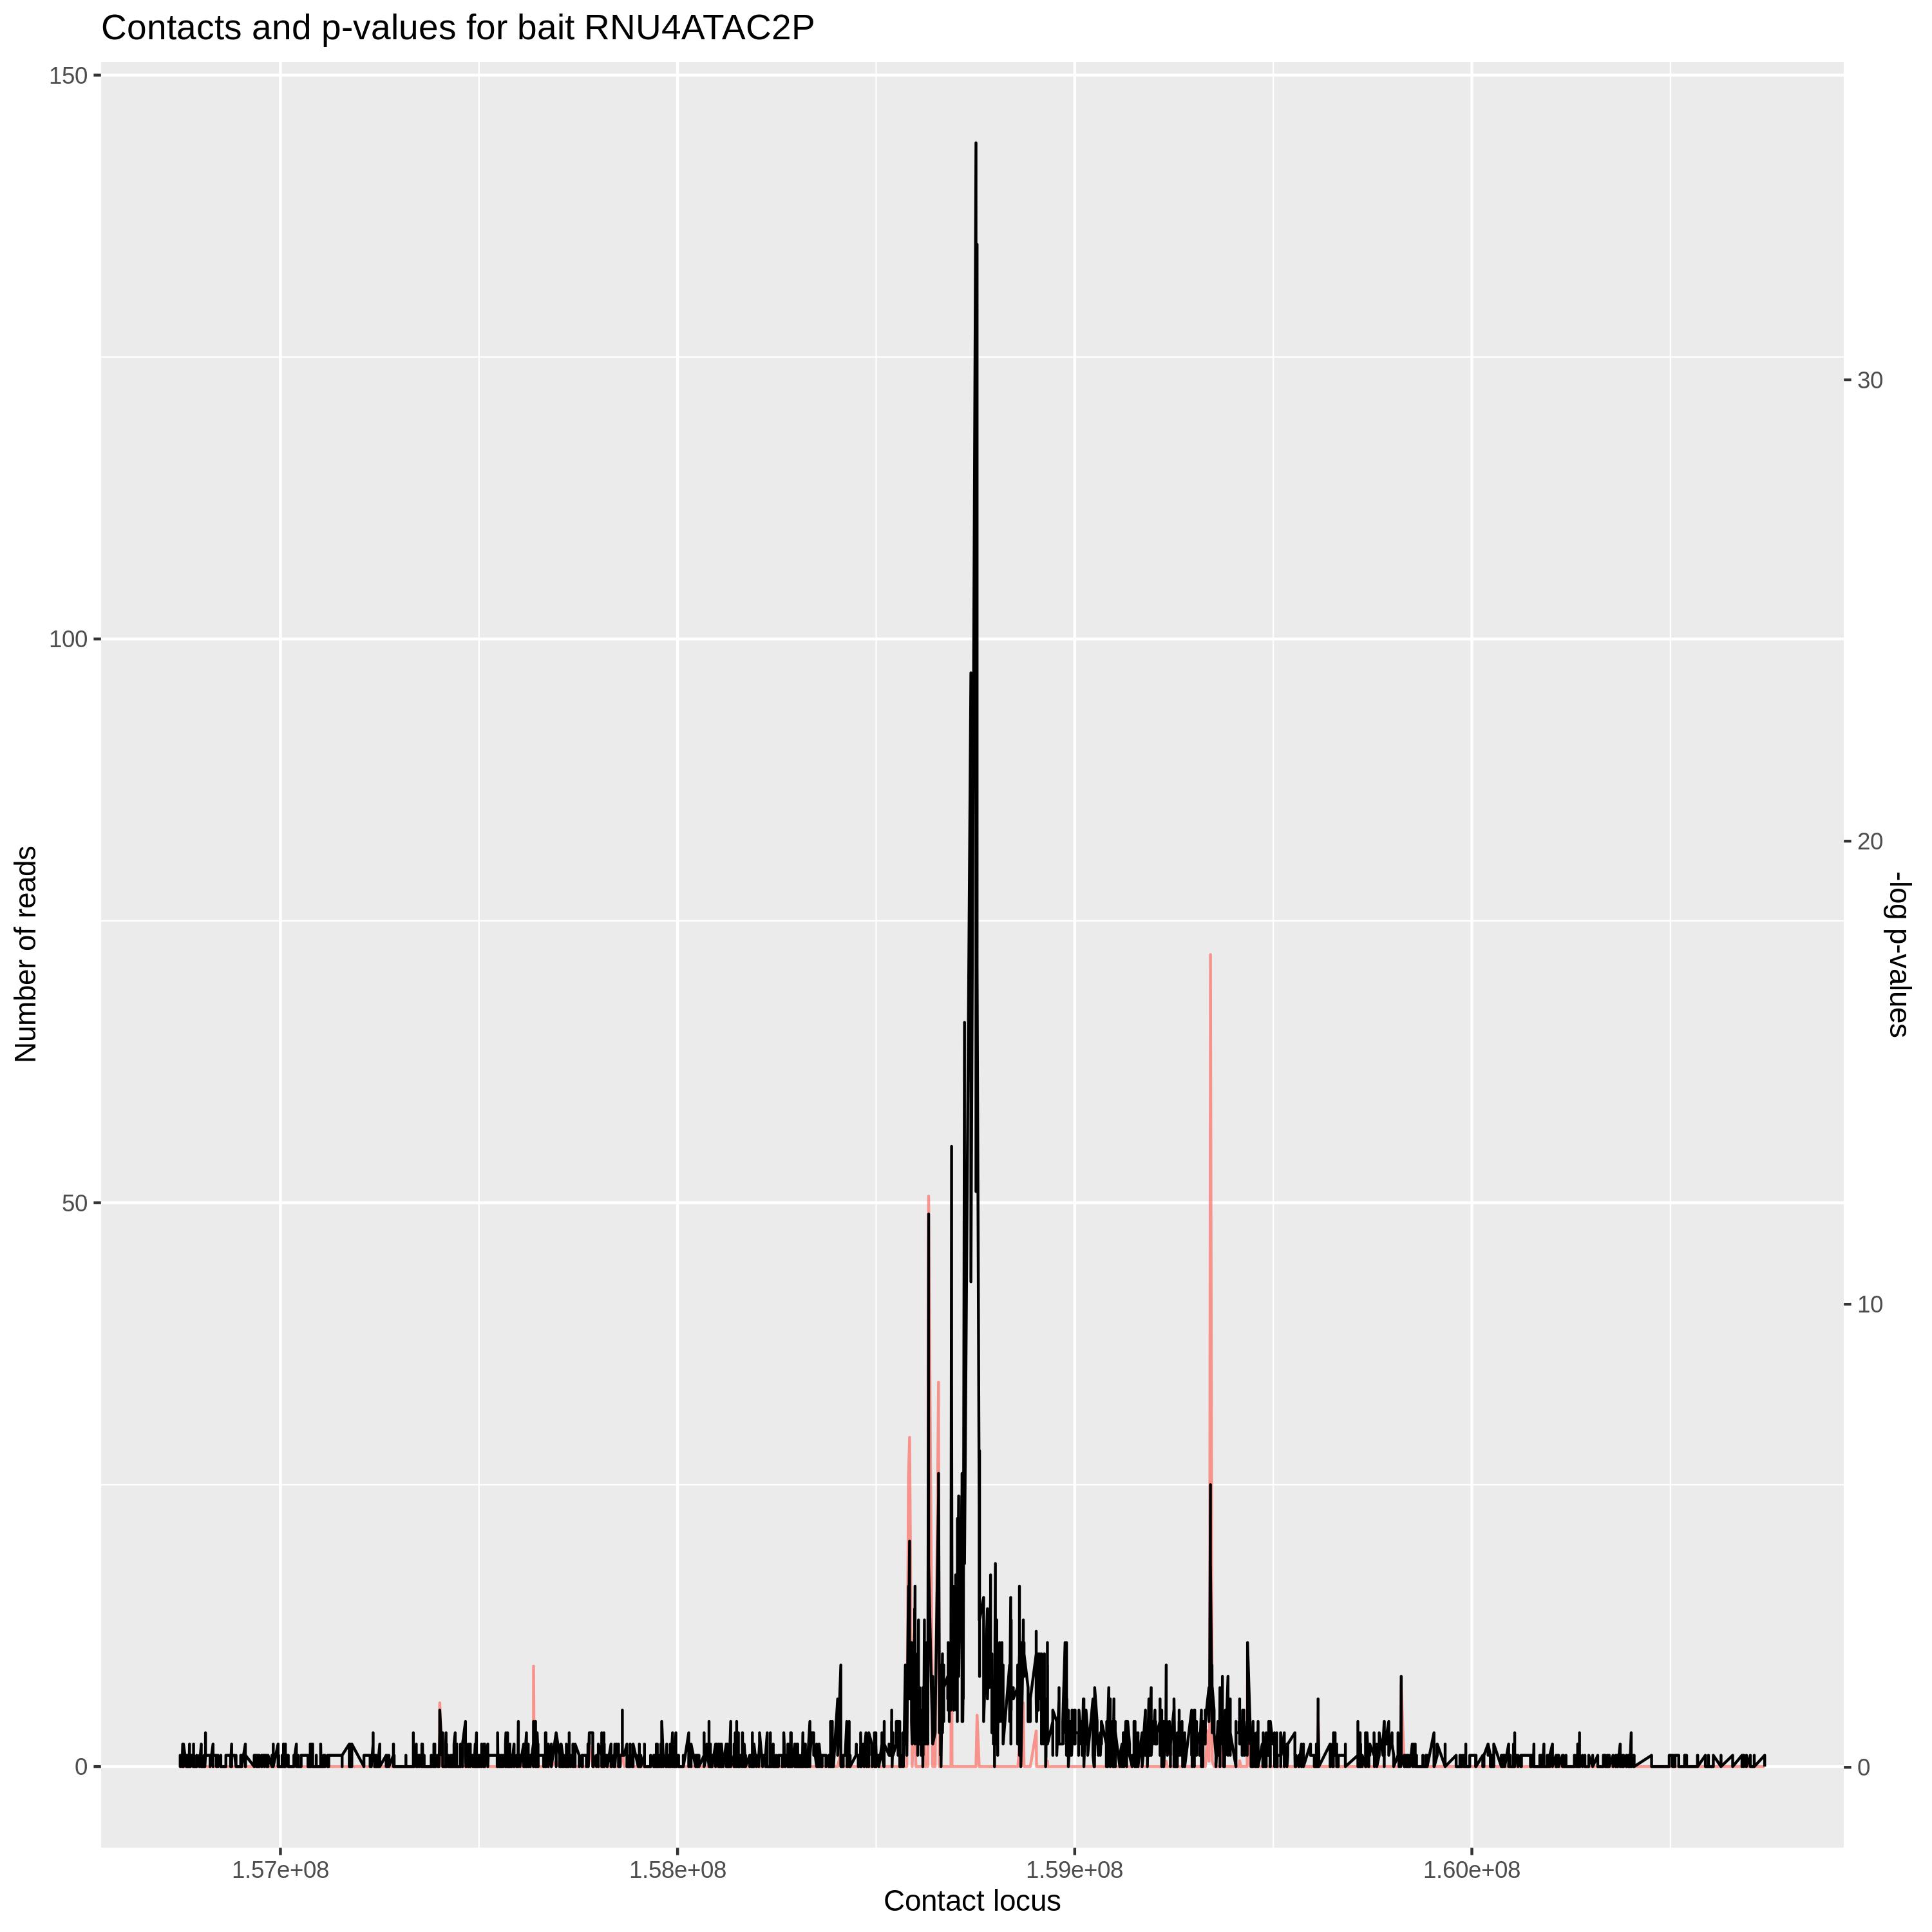 Contacts and p-values for bait RNU4ATAC2P
150
100
50
0
Number of reads
30
20
10
0
-log p-values
1.57e+08
1.58e+08
1.59e+08
1.60e+08
Contact locus